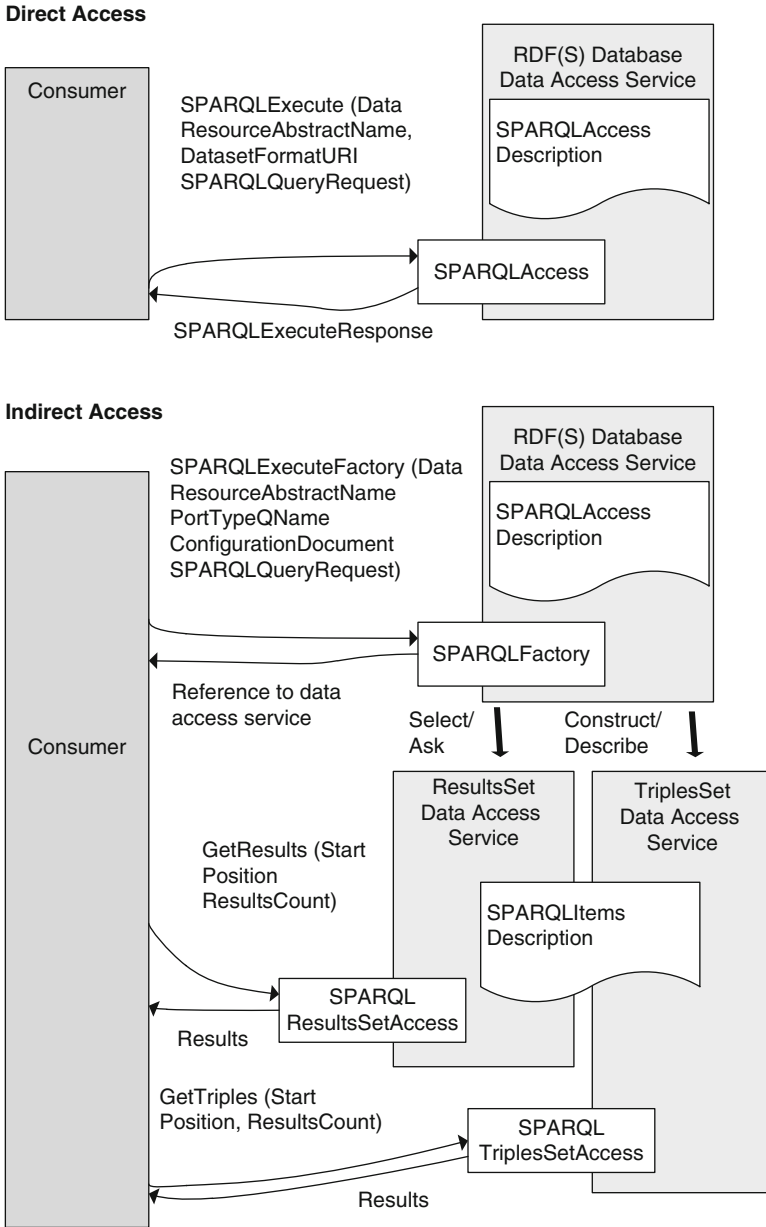 Direct Access
RDF(S) Database
Data Access Service
Consumer
SPARQLExecute (Data
ResourceAbstractName,
DatasetFormatURI
SPARQLQueryRequest)
SPARQLAccess
Description
SPARQLAccess
SPARQLExecuteResponse
Indirect Access
RDF(S) Database
Data Access Service
SPARQLExecuteFactory (Data
ResourceAbstractName
PortTypeQName
ConfigurationDocument
SPARQLQueryRequest)
SPARQLAccess
Description
SPARQLFactory
Reference to data
access service
Select/
Ask
Construct/
Describe
Consumer
ResultsSet
Data Access
Service
TriplesSet
Data Access
Service
GetResults (Start
Position
ResultsCount)
SPARQLItems
Description
SPARQL
ResultsSetAccess
Results
GetTriples (Start
Position, ResultsCount)
SPARQL
TriplesSetAccess
Results